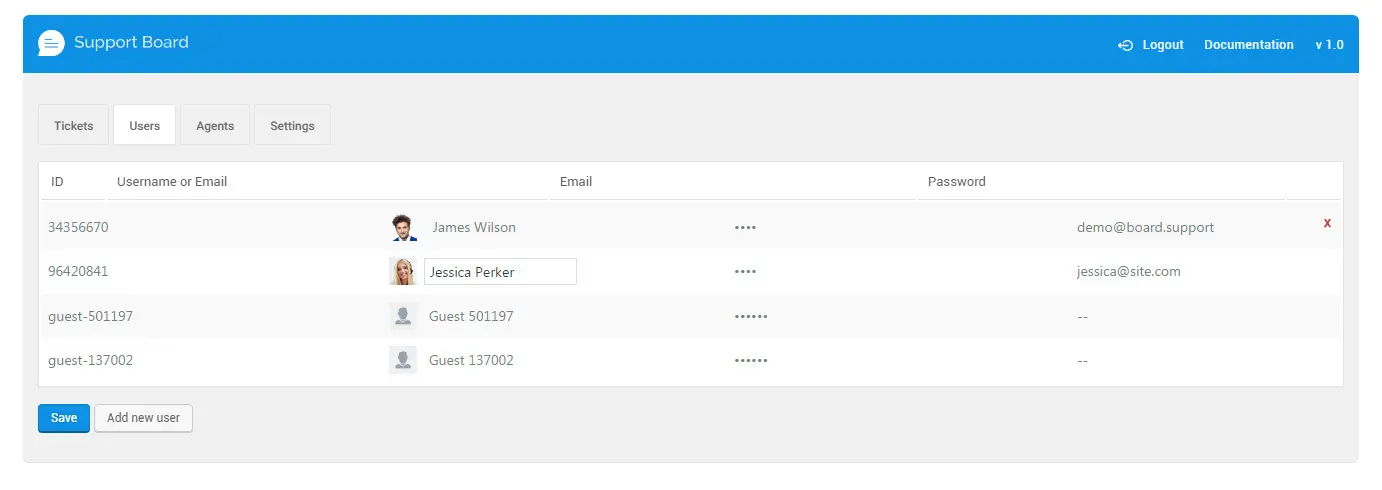 Support Board
Logout Documentation v 1.0
Tickets Users Agents Settings
ID Username or Email Email Password
34356670 James Wilson •••• demo@board.support x
96420841 Jessica Perker •••• jessica@site.com
guest-501197 Guest 501197 •••••• --
guest-137002 Guest 137002 •••••• --
Save Add new user